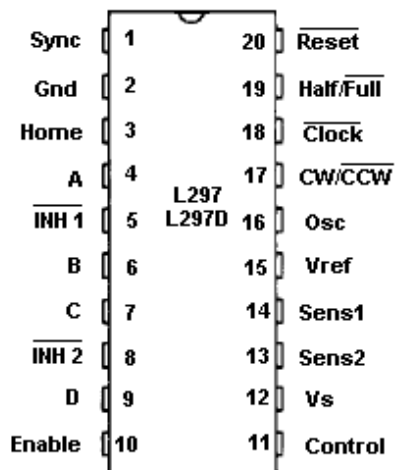 Sync 1 20 Reset
Gnd 2 19 Half/Full
Home 3 18 Clock
A 4 17 CW/CCW
L297
INH 1 5 L297D 16 Osc
B 6 15 Vref
C 7 14 Sens1
INH 2 8 13 Sens2
D 9 12 Vs
Enable 10 11 Control